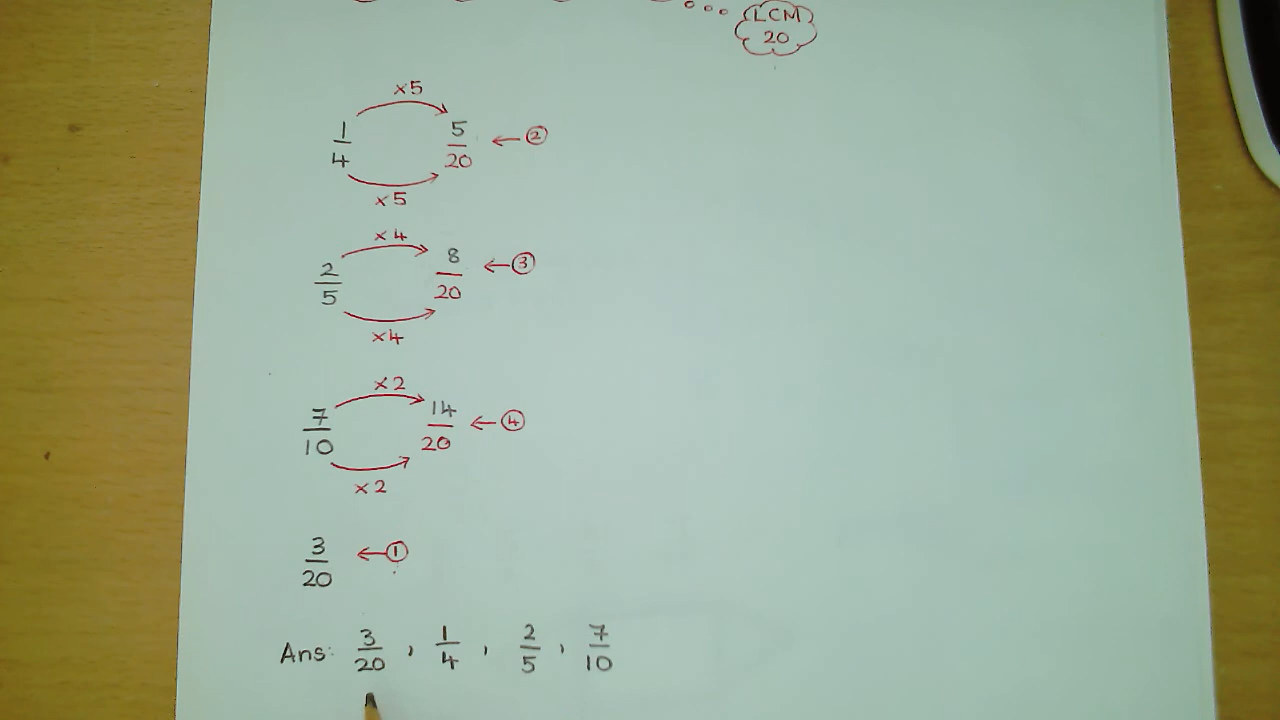 LCM
20
×5
1/4 5/20 ← ②
×5
×4
2/5 8/20 ← ③
×4
×2
7/10 14/20 ← ④
×2
3/20 ← ①
Ans: 3/20 , 1/4 , 2/5 , 7/10